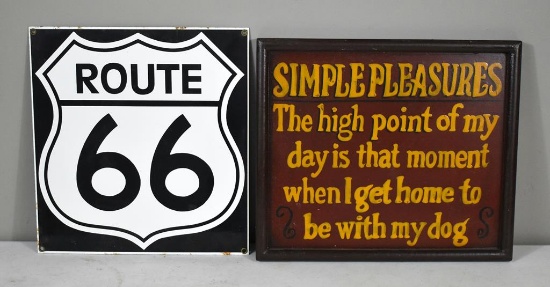 ROUTE
66
SIMPLE PLEASURES
The high point of my
day is that moment
when I get home to
be with my dog